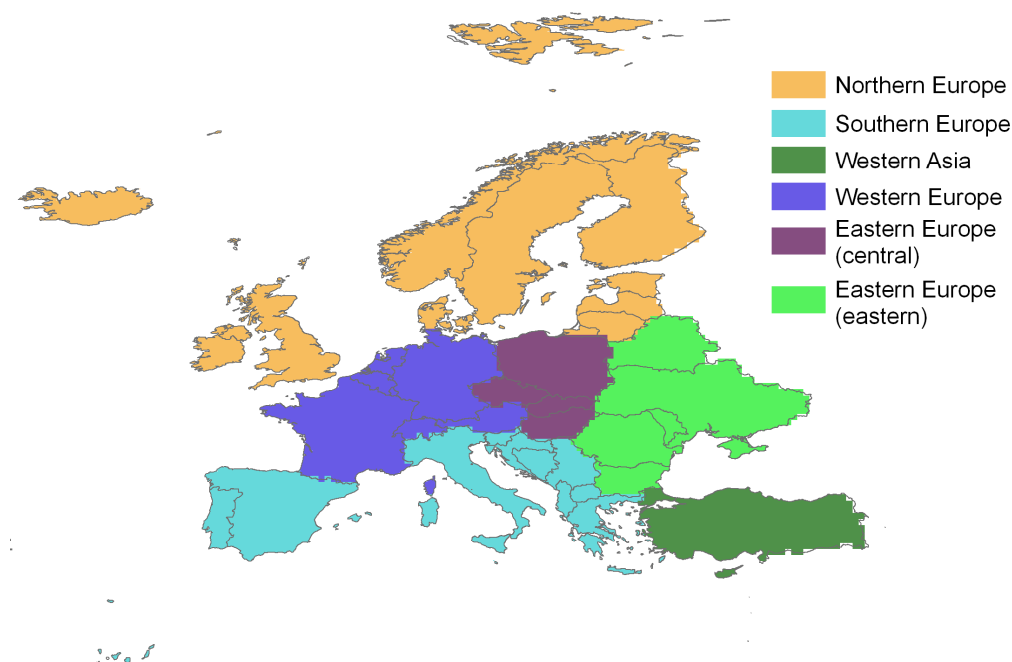 Northern Europe
Southern Europe
Western Asia
Western Europe
Eastern Europe
(central)
Eastern Europe
(eastern)